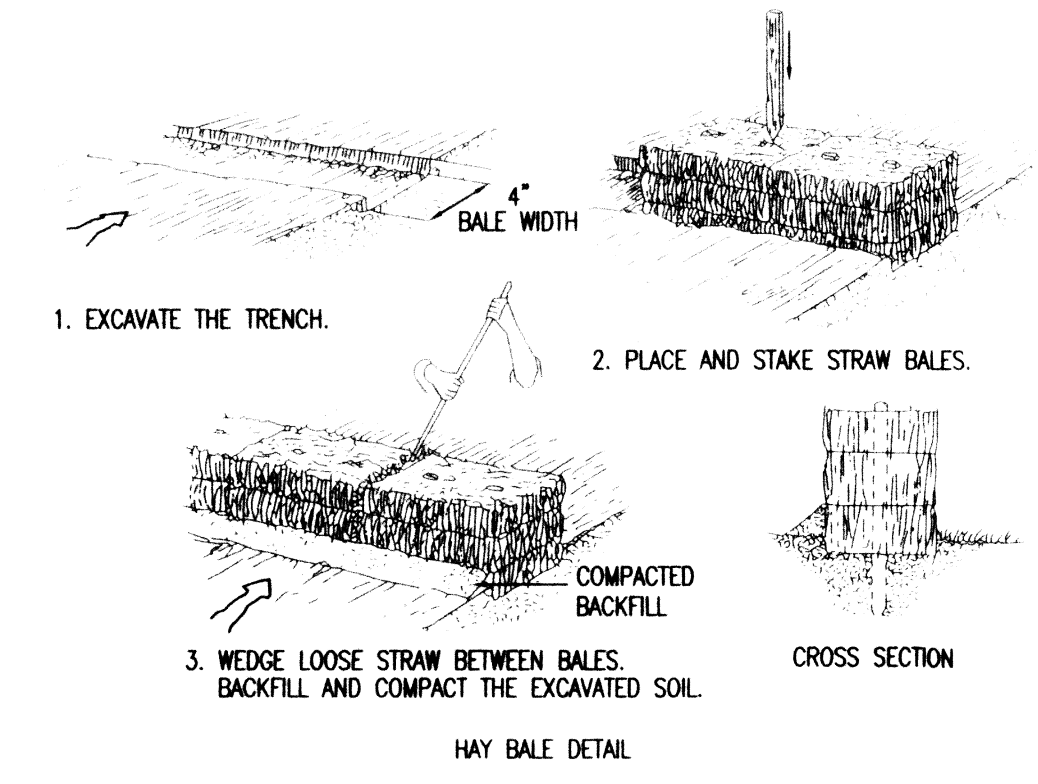 4"
BALE WIDTH
1. EXCAVATE THE TRENCH.
2. PLACE AND STAKE STRAW BALES.
COMPACTED
BACKFILL
3. WEDGE LOOSE STRAW BETWEEN BALES.
BACKFILL AND COMPACT THE EXCAVATED SOIL.
CROSS SECTION
HAY BALE DETAIL